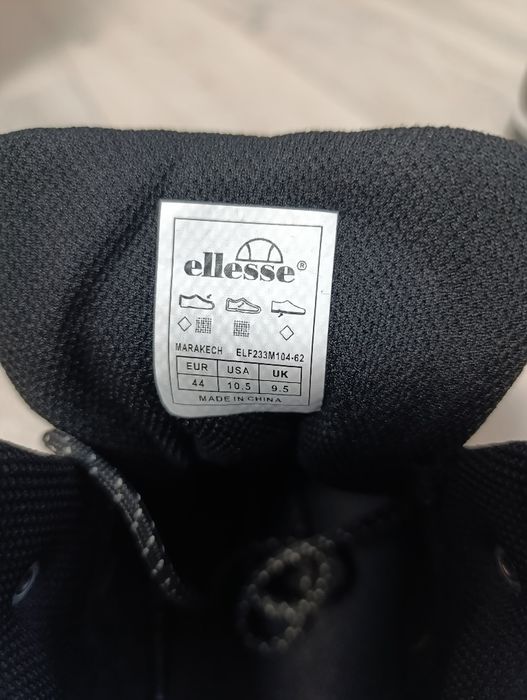 ellesse®
MARAKECH ELF233M104-62
EUR USA UK
44 10.5 9.5
MADE IN CHINA